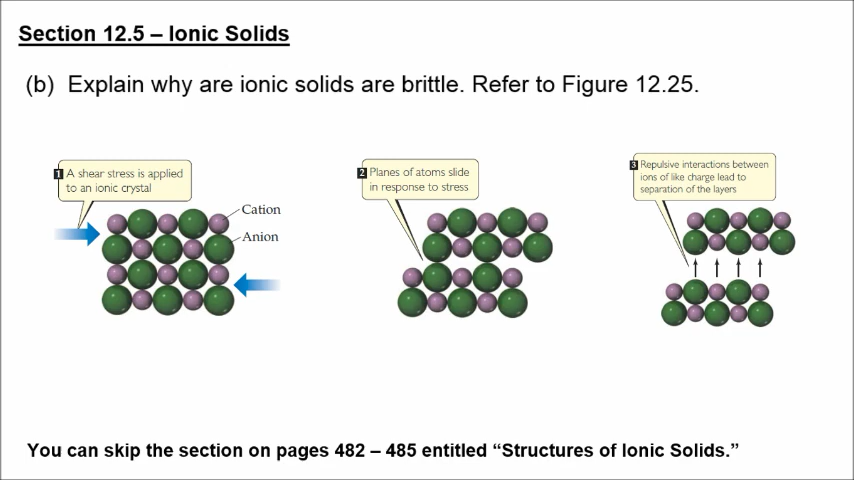 Section 12.5 – Ionic Solids
(b) Explain why are ionic solids are brittle. Refer to Figure 12.25.
1 A shear stress is applied
to an ionic crystal
Cation
Anion
2 Planes of atoms slide
in response to stress
3 Repulsive interactions between
ions of like charge lead to
separation of the layers
You can skip the section on pages 482 – 485 entitled “Structures of Ionic Solids.”